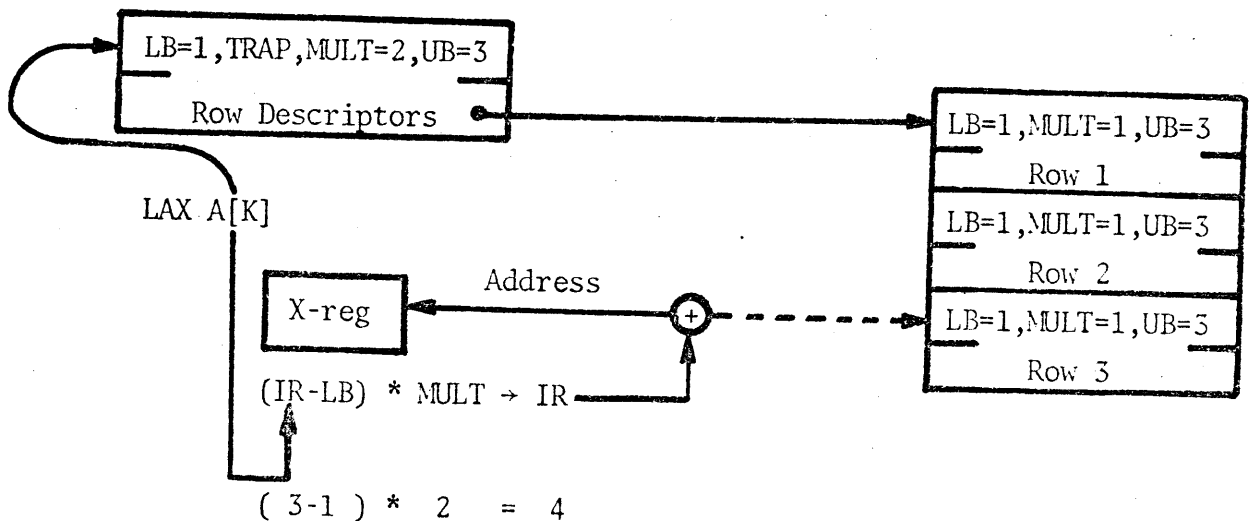 LB=1,TRAP,MULT=2,UB=3
Row Descriptors
LB=1,MULT=1,UB=3
Row 1
LB=1,MULT=1,UB=3
Row 2
LB=1,MULT=1,UB=3
Row 3
LAX A[K]
Address
X-reg
+
(IR-LB) * MULT → IR
( 3-1 ) * 2 = 4